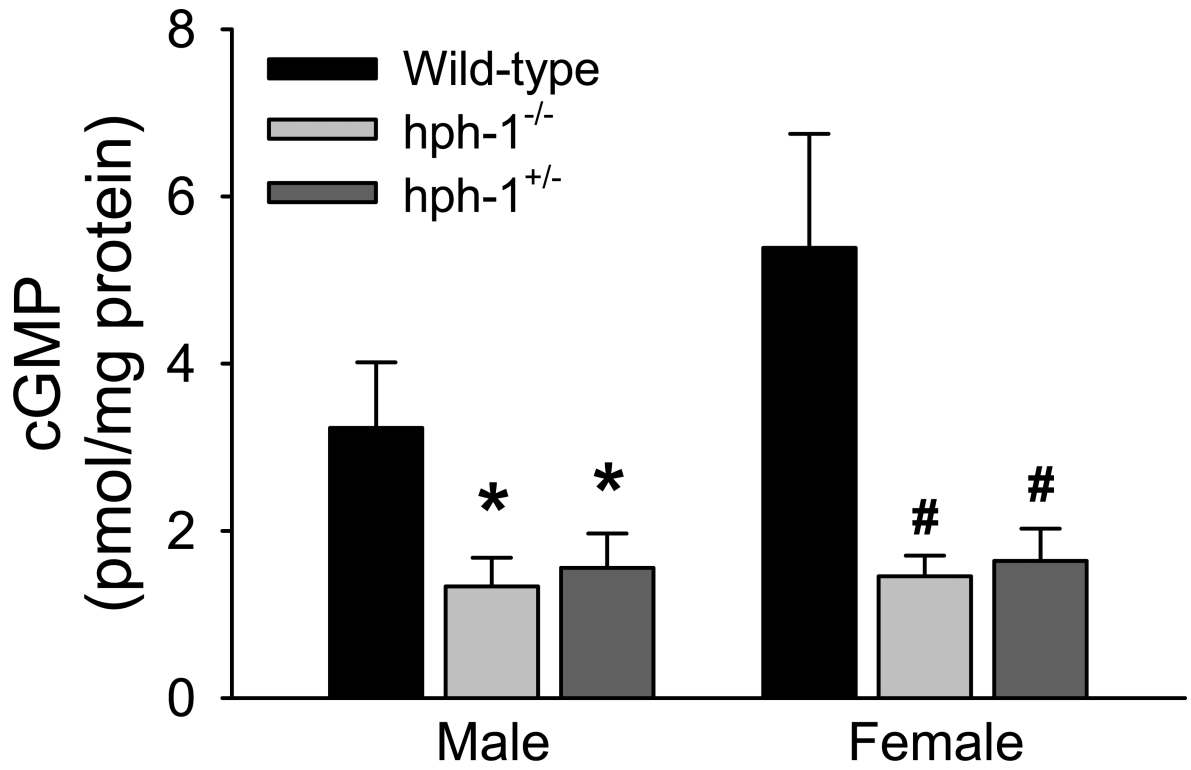 8
6
4
2
0
cGMP
(pmol/mg protein)
Wild-type
hph-1-/-
hph-1+/-
* * # #
Male Female